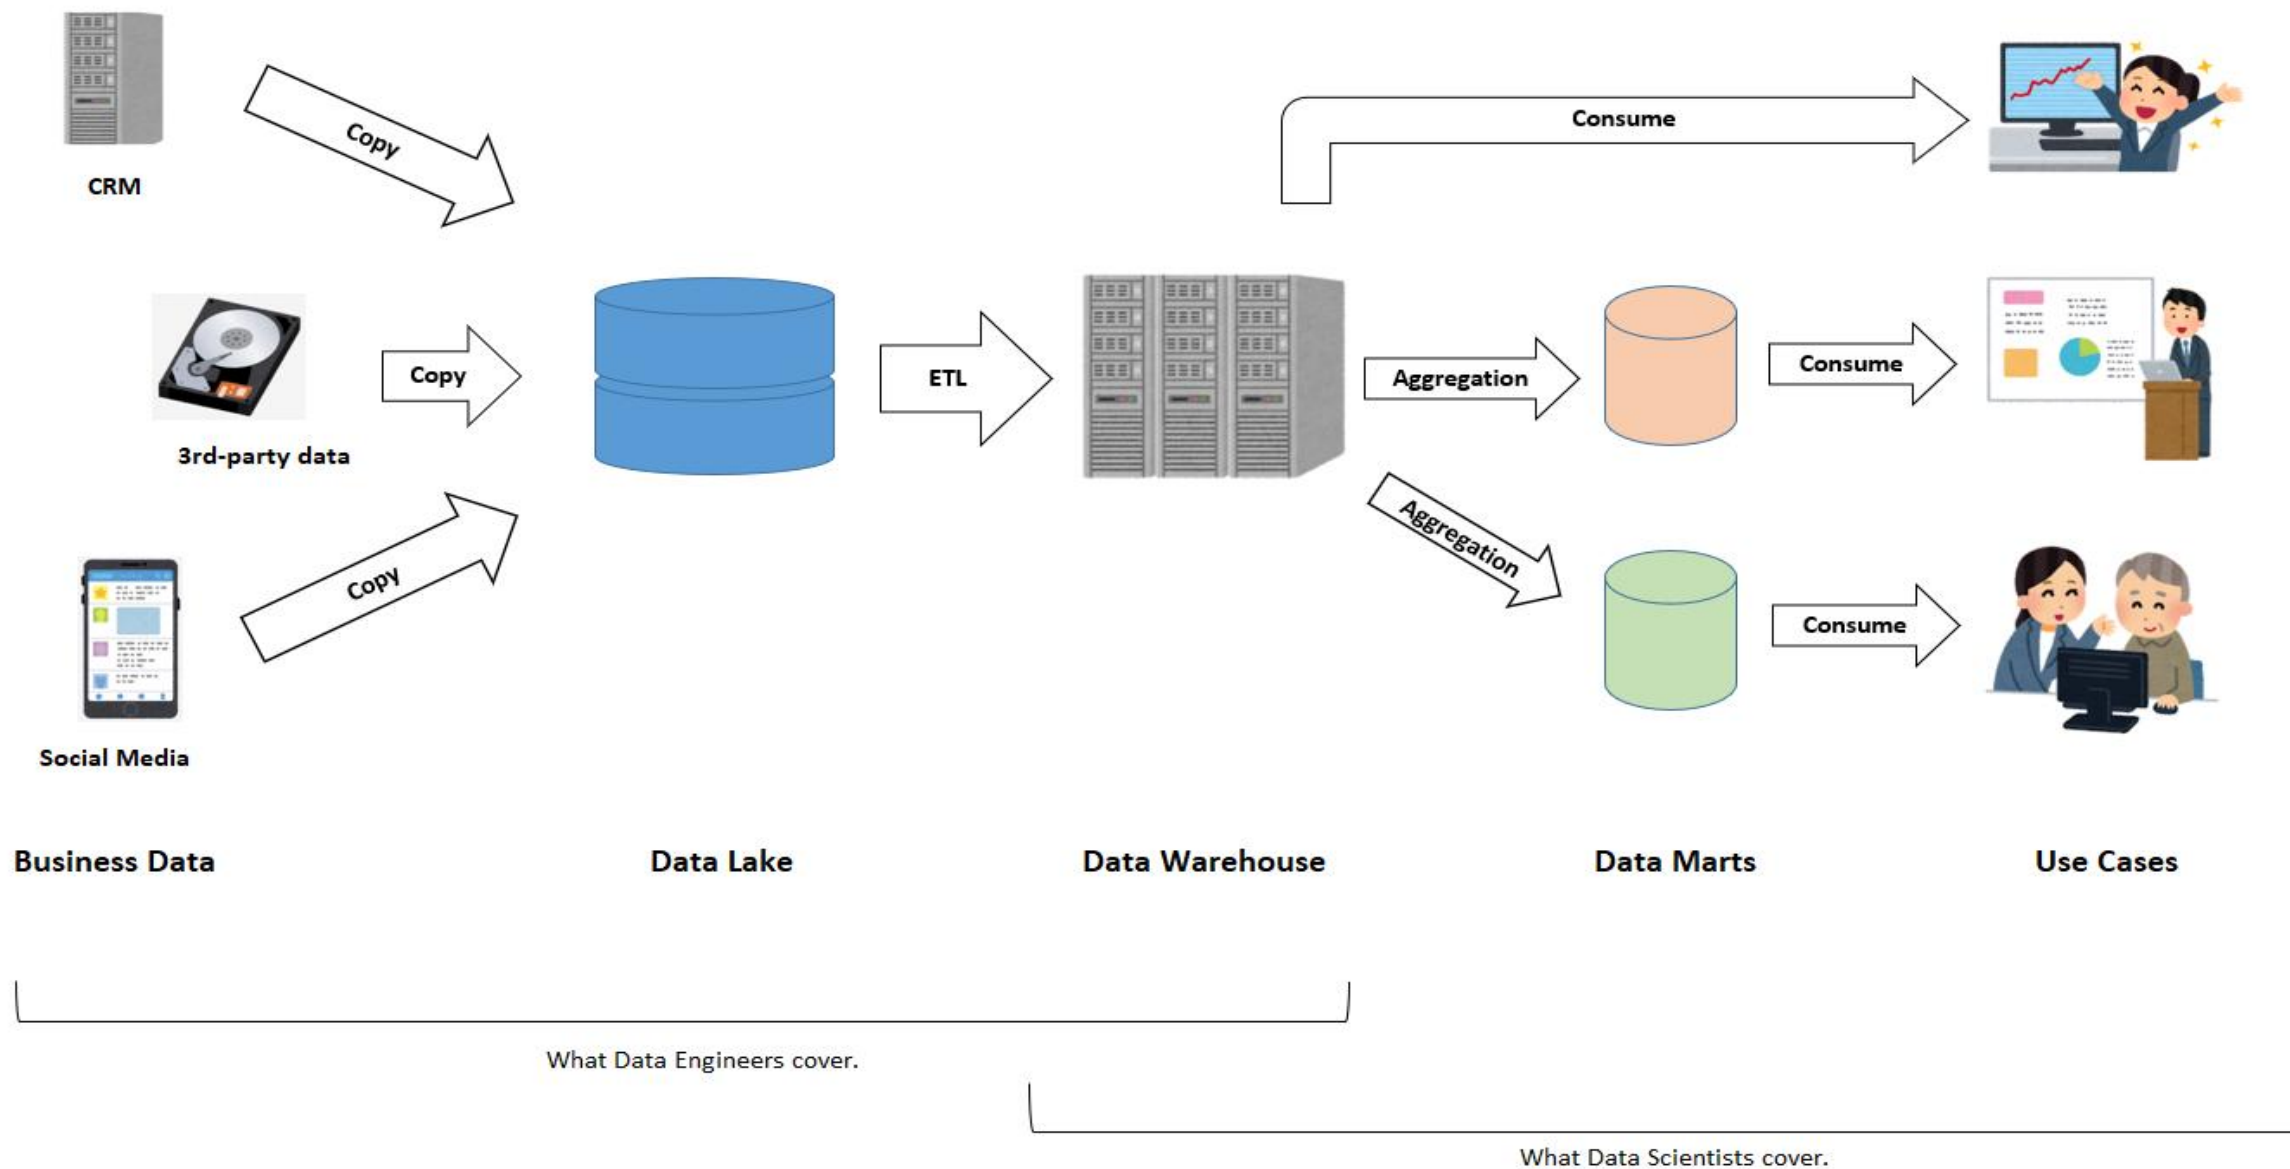 Copy
CRM
Consume
3rd-party data
Copy
ETL
Aggregation
Consume
Copy
Social Media
Aggregation
Consume
Business Data
Data Lake
Data Warehouse
Data Marts
Use Cases
What Data Engineers cover.
What Data Scientists cover.